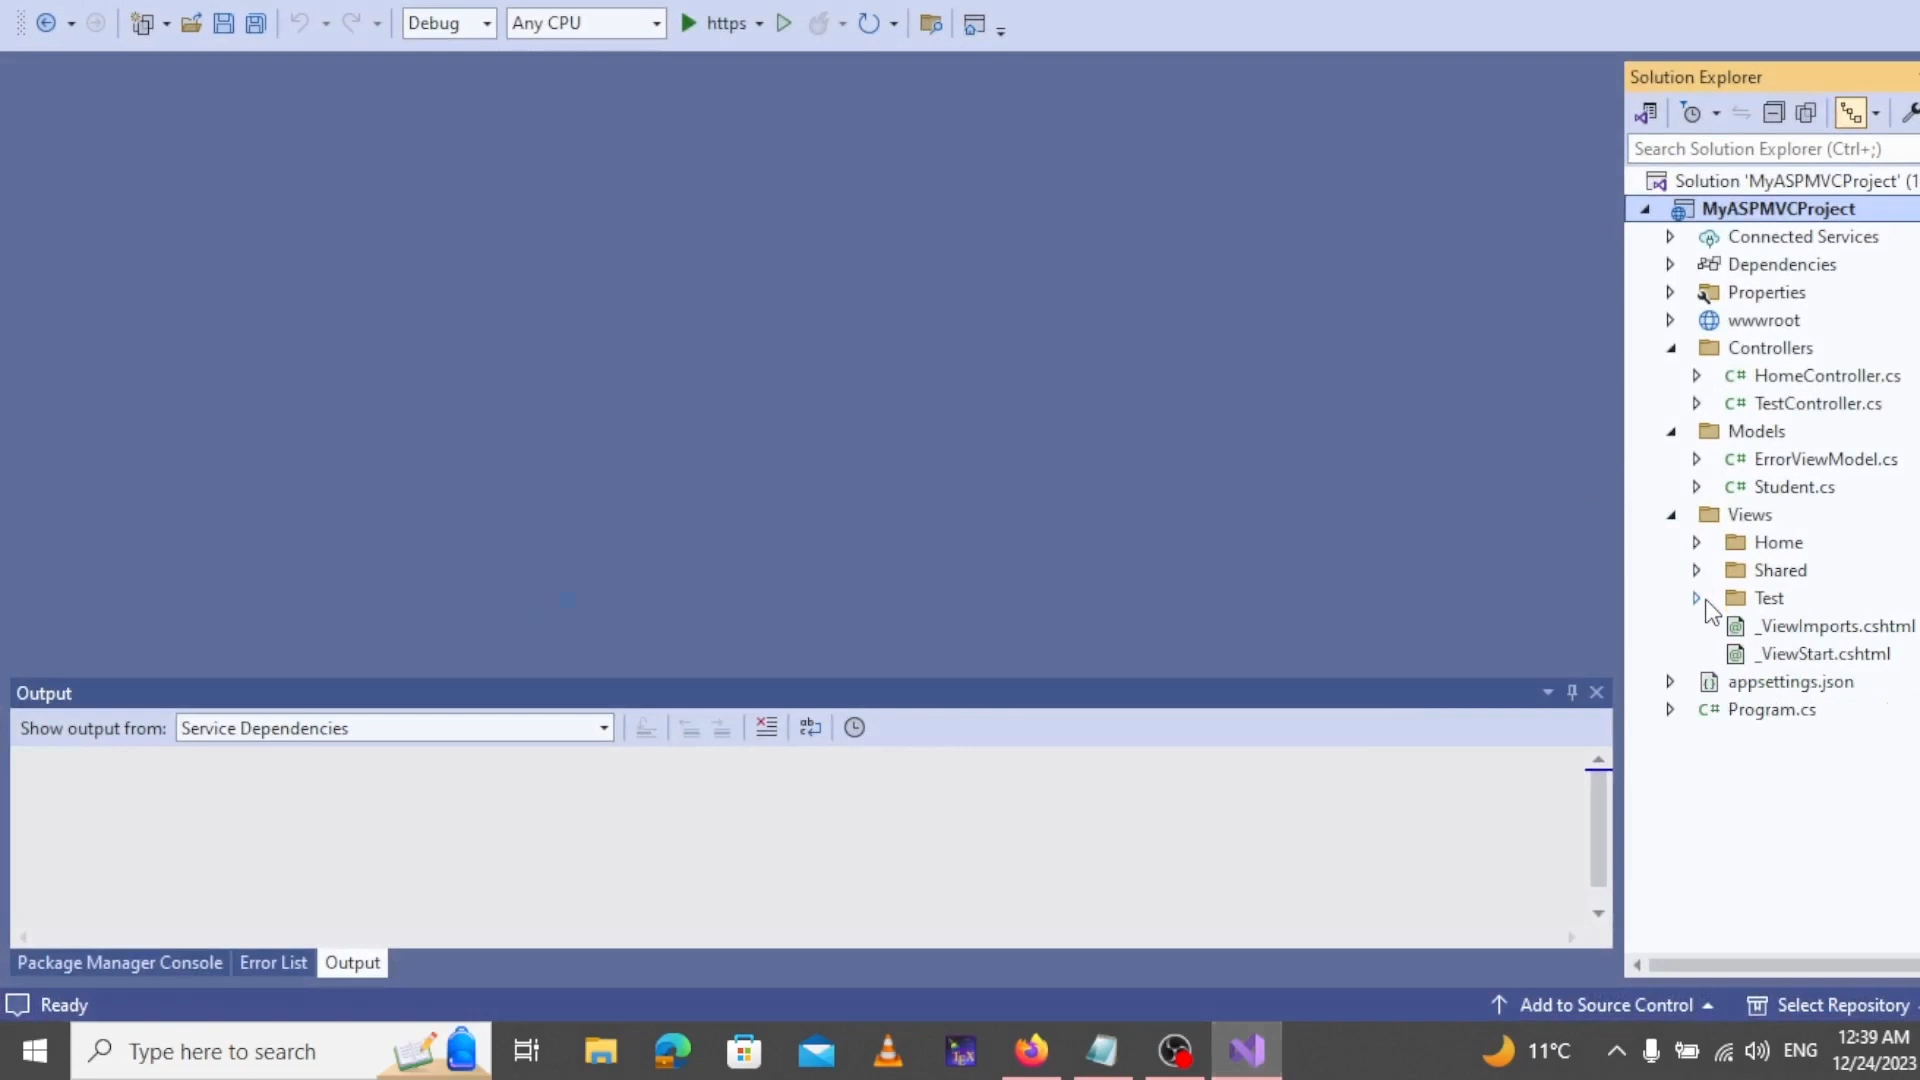 Debug
Any CPU
https
Solution Explorer
Search Solution Explorer (Ctrl+;)
Solution 'MyASPMVCProject' (1
MyASPMVCProject
Connected Services
Dependencies
Properties
wwwroot
Controllers
C# HomeController.cs
C# TestController.cs
Models
C# ErrorViewModel.cs
C# Student.cs
Views
Home
Shared
Test
_ViewImports.cshtml
_ViewStart.cshtml
appsettings.json
C# Program.cs
Output
Show output from: Service Dependencies
Package Manager Console
Error List
Output
Ready
Add to Source Control
Select Repository
Type here to search
11°C
ENG
12:39 AM
12/24/2023